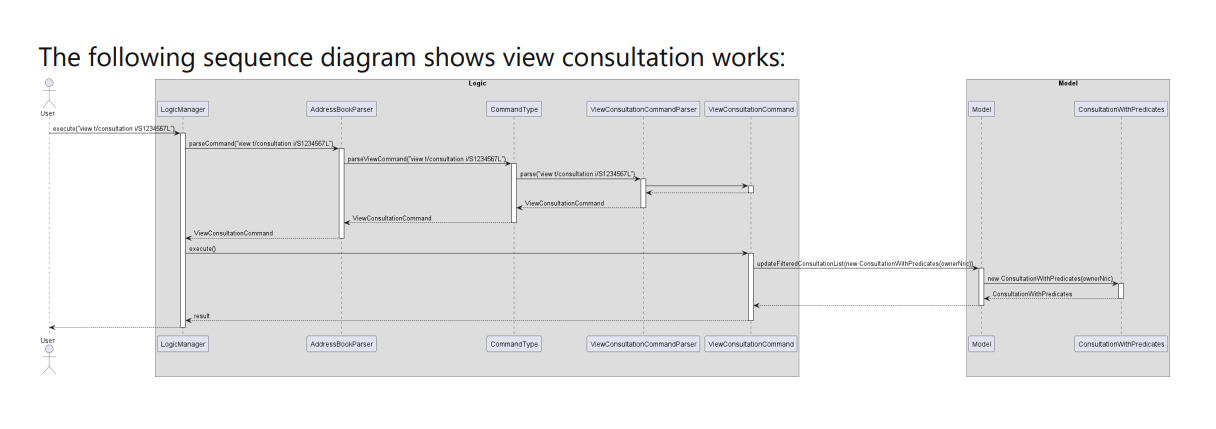 The following sequence diagram shows view consultation works:
Logic
Model
User
LogicManager
AddressBookParser
CommandType
ViewConsultationCommandParser
ViewConsultationCommand
Model
ConsultationWithPredicates
execute("view t/consultation i/S1234567L")
parseCommand("view t/consultation i/S1234567L")
parseViewCommand("view t/consultation i/S1234567L")
parse("view t/consultation i/S1234567L")
ViewConsultationCommand
ViewConsultationCommand
ViewConsultationCommand
execute()
updateFilteredConsultationList(new ConsultationWithPredicates(ownerNric))
new ConsultationWithPredicates(ownerNric)
ConsultationWithPredicates
result
User
LogicManager
AddressBookParser
CommandType
ViewConsultationCommandParser
ViewConsultationCommand
Model
ConsultationWithPredicates